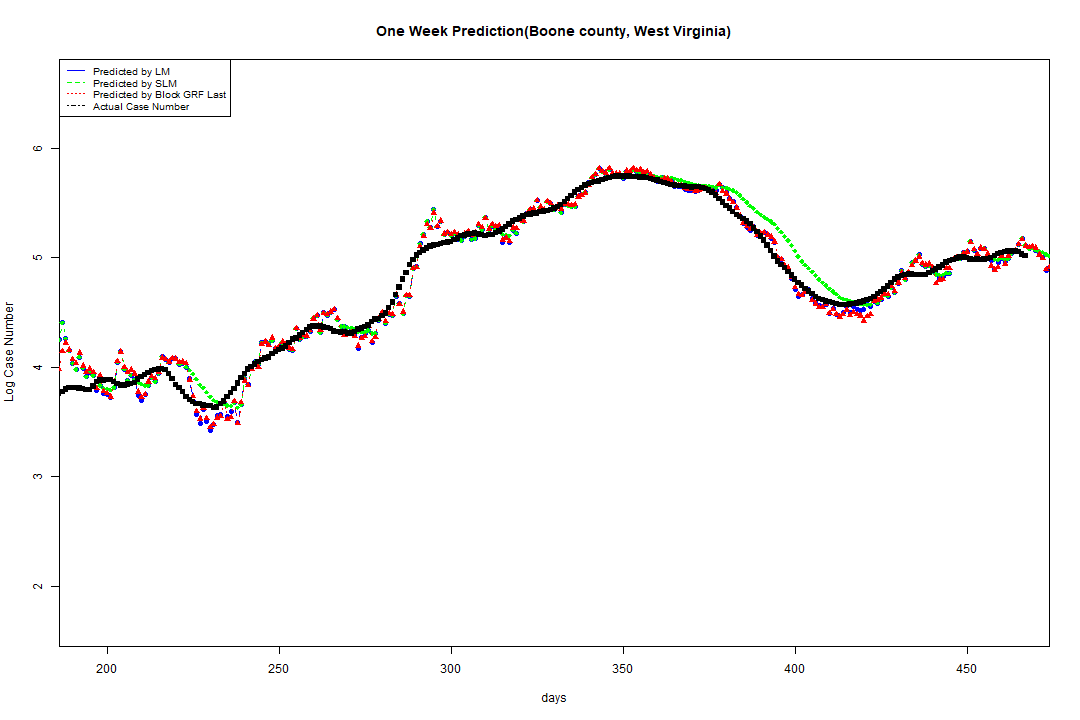 One Week Prediction(Boone county, West Virginia)
Predicted by LM
Predicted by SLM
Predicted by Block GRF Last
Actual Case Number
6
5
4
3
2
Log Case Number
200 250 300 350 400 450
days